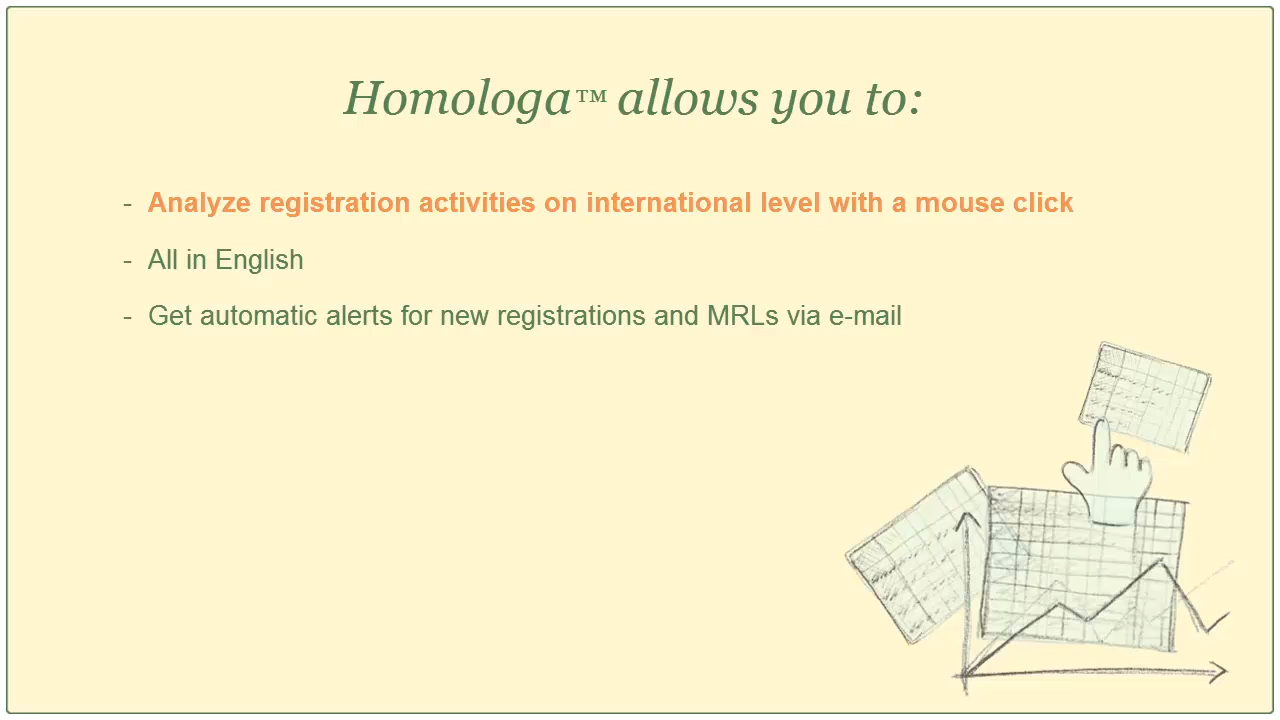 Homologa™ allows you to:
- Analyze registration activities on international level with a mouse click
- All in English
- Get automatic alerts for new registrations and MRLs via e-mail